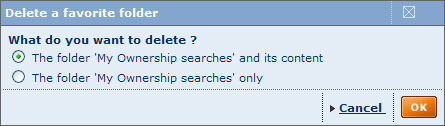 Delete a favorite folder
What do you want to delete ?
The folder 'My Ownership searches' and its content
The folder 'My Ownership searches' only
Cancel OK